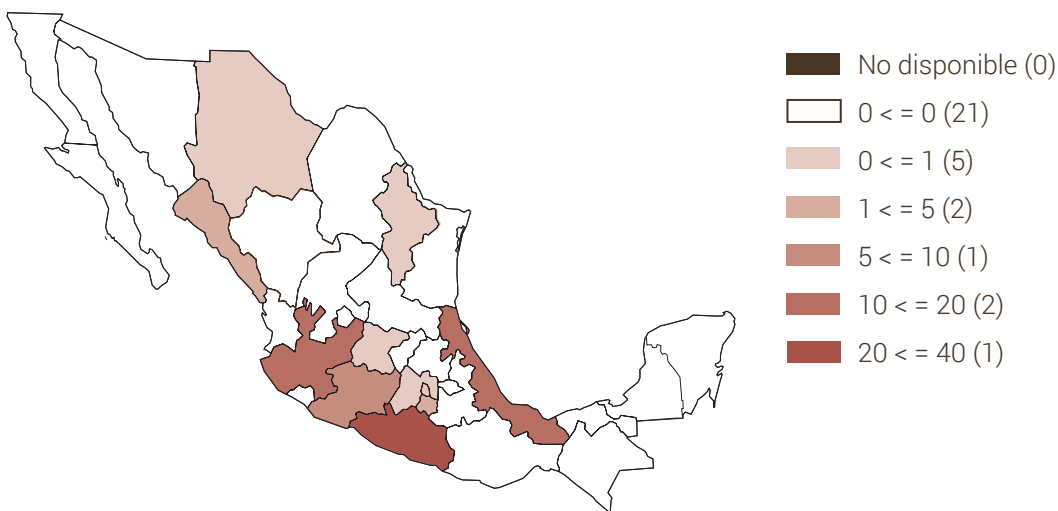 No disponible (0)
0 < = 0 (21)
0 < = 1 (5)
1 < = 5 (2)
5 < = 10 (1)
10 < = 20 (2)
20 < = 40 (1)